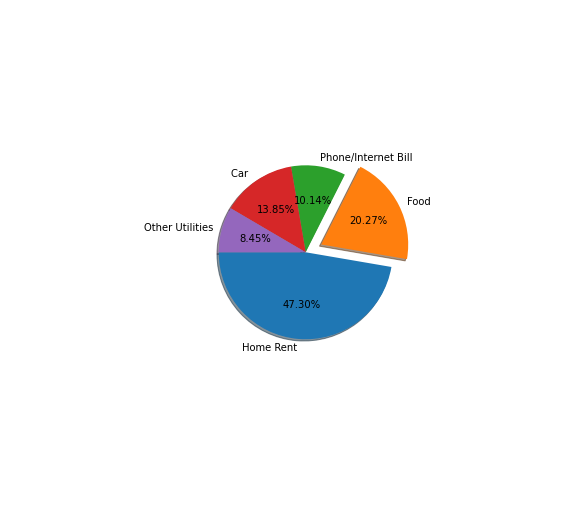 Phone/Internet Bill
Car
10.14%
Food
13.85%
20.27%
Other Utilities
8.45%
47.30%
Home Rent